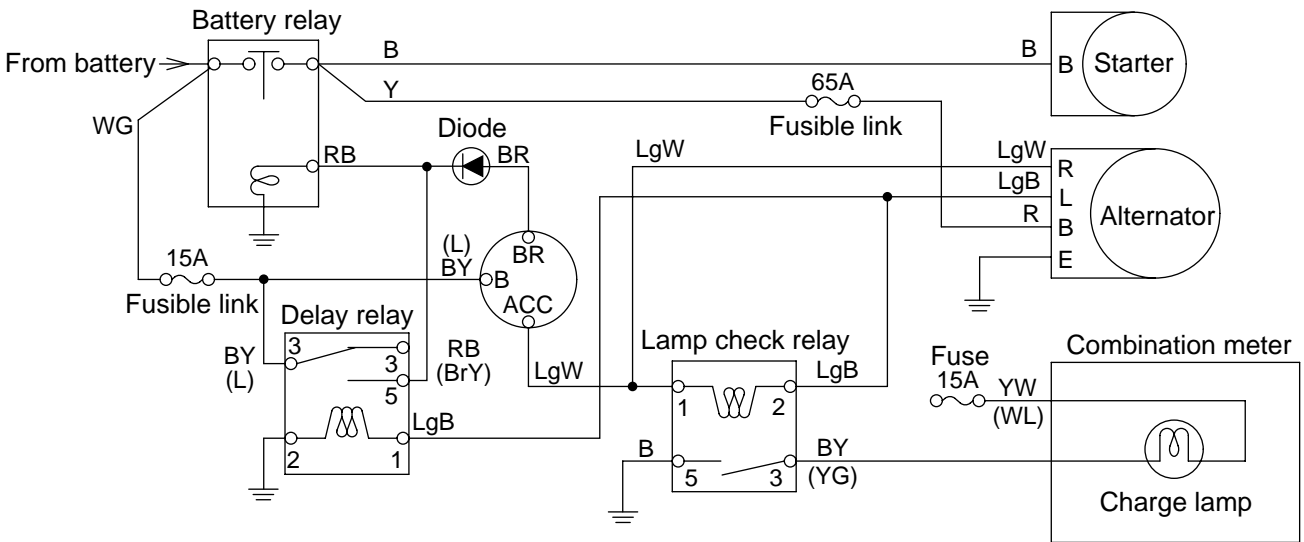 Battery relay
From battery
B
B
B
Starter
Y
65A
Fusible link
WG
RB
Diode
BR
LgW
LgW
LgB
R
R
L
B
E
Alternator
BR
(L)
BY
B
ACC
15A
Fusible link
Delay relay
3
3
5
2
1
BY
(L)
RB
(BrY)
LgB
LgW
Lamp check relay
1
2
5
3
LgB
B
BY
(YG)
Fuse
15A
YW
(WL)
Combination meter
Charge lamp